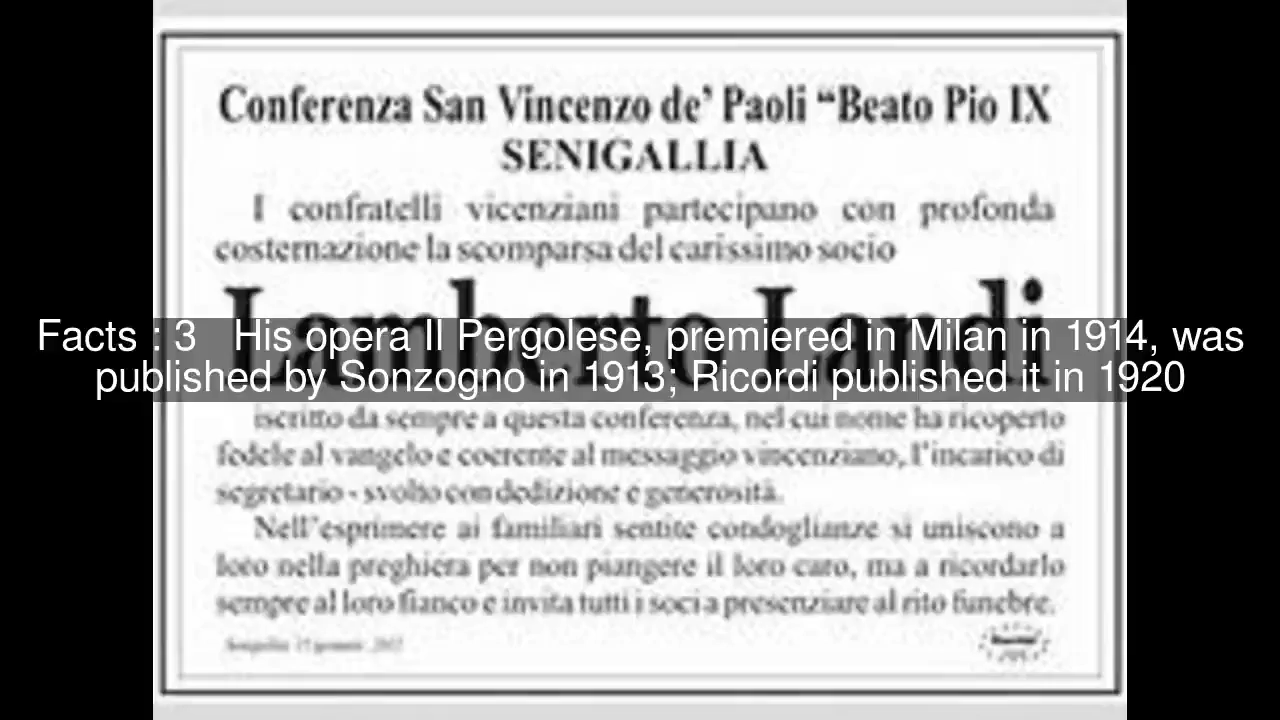 Conferenza San Vincenzo de' Paoli “Beato Pio IX
SENIGALLIA
I confratelli vicenziani partecipano con profonda
costernazione la scomparsa del carissimo socio
Lamberto Landi
Facts : 3 His opera Il Pergolese, premiered in Milan in 1914, was
published by Sonzogno in 1913; Ricordi published it in 1920
iscritto da sempre a questa conferenza, nel cui nome ha ricoperto
fedele al vangelo e coerente al messaggio vincenziano, l'incarico di
segretario - svolto con dedizione e generosità.
Nell'esprimere ai familiari sentite condoglianze si uniscono a
loro nella preghiera per non piangere il loro caro, ma a ricordarlo
sempre al loro fianco e invita tutti i soci a presenziare al rito funebre.